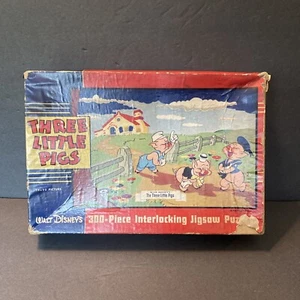 THREE
LITTLE
PIGS
The Three Little Pigs
WALT DISNEY'S
300-Piece Interlocking Jigsaw Puz